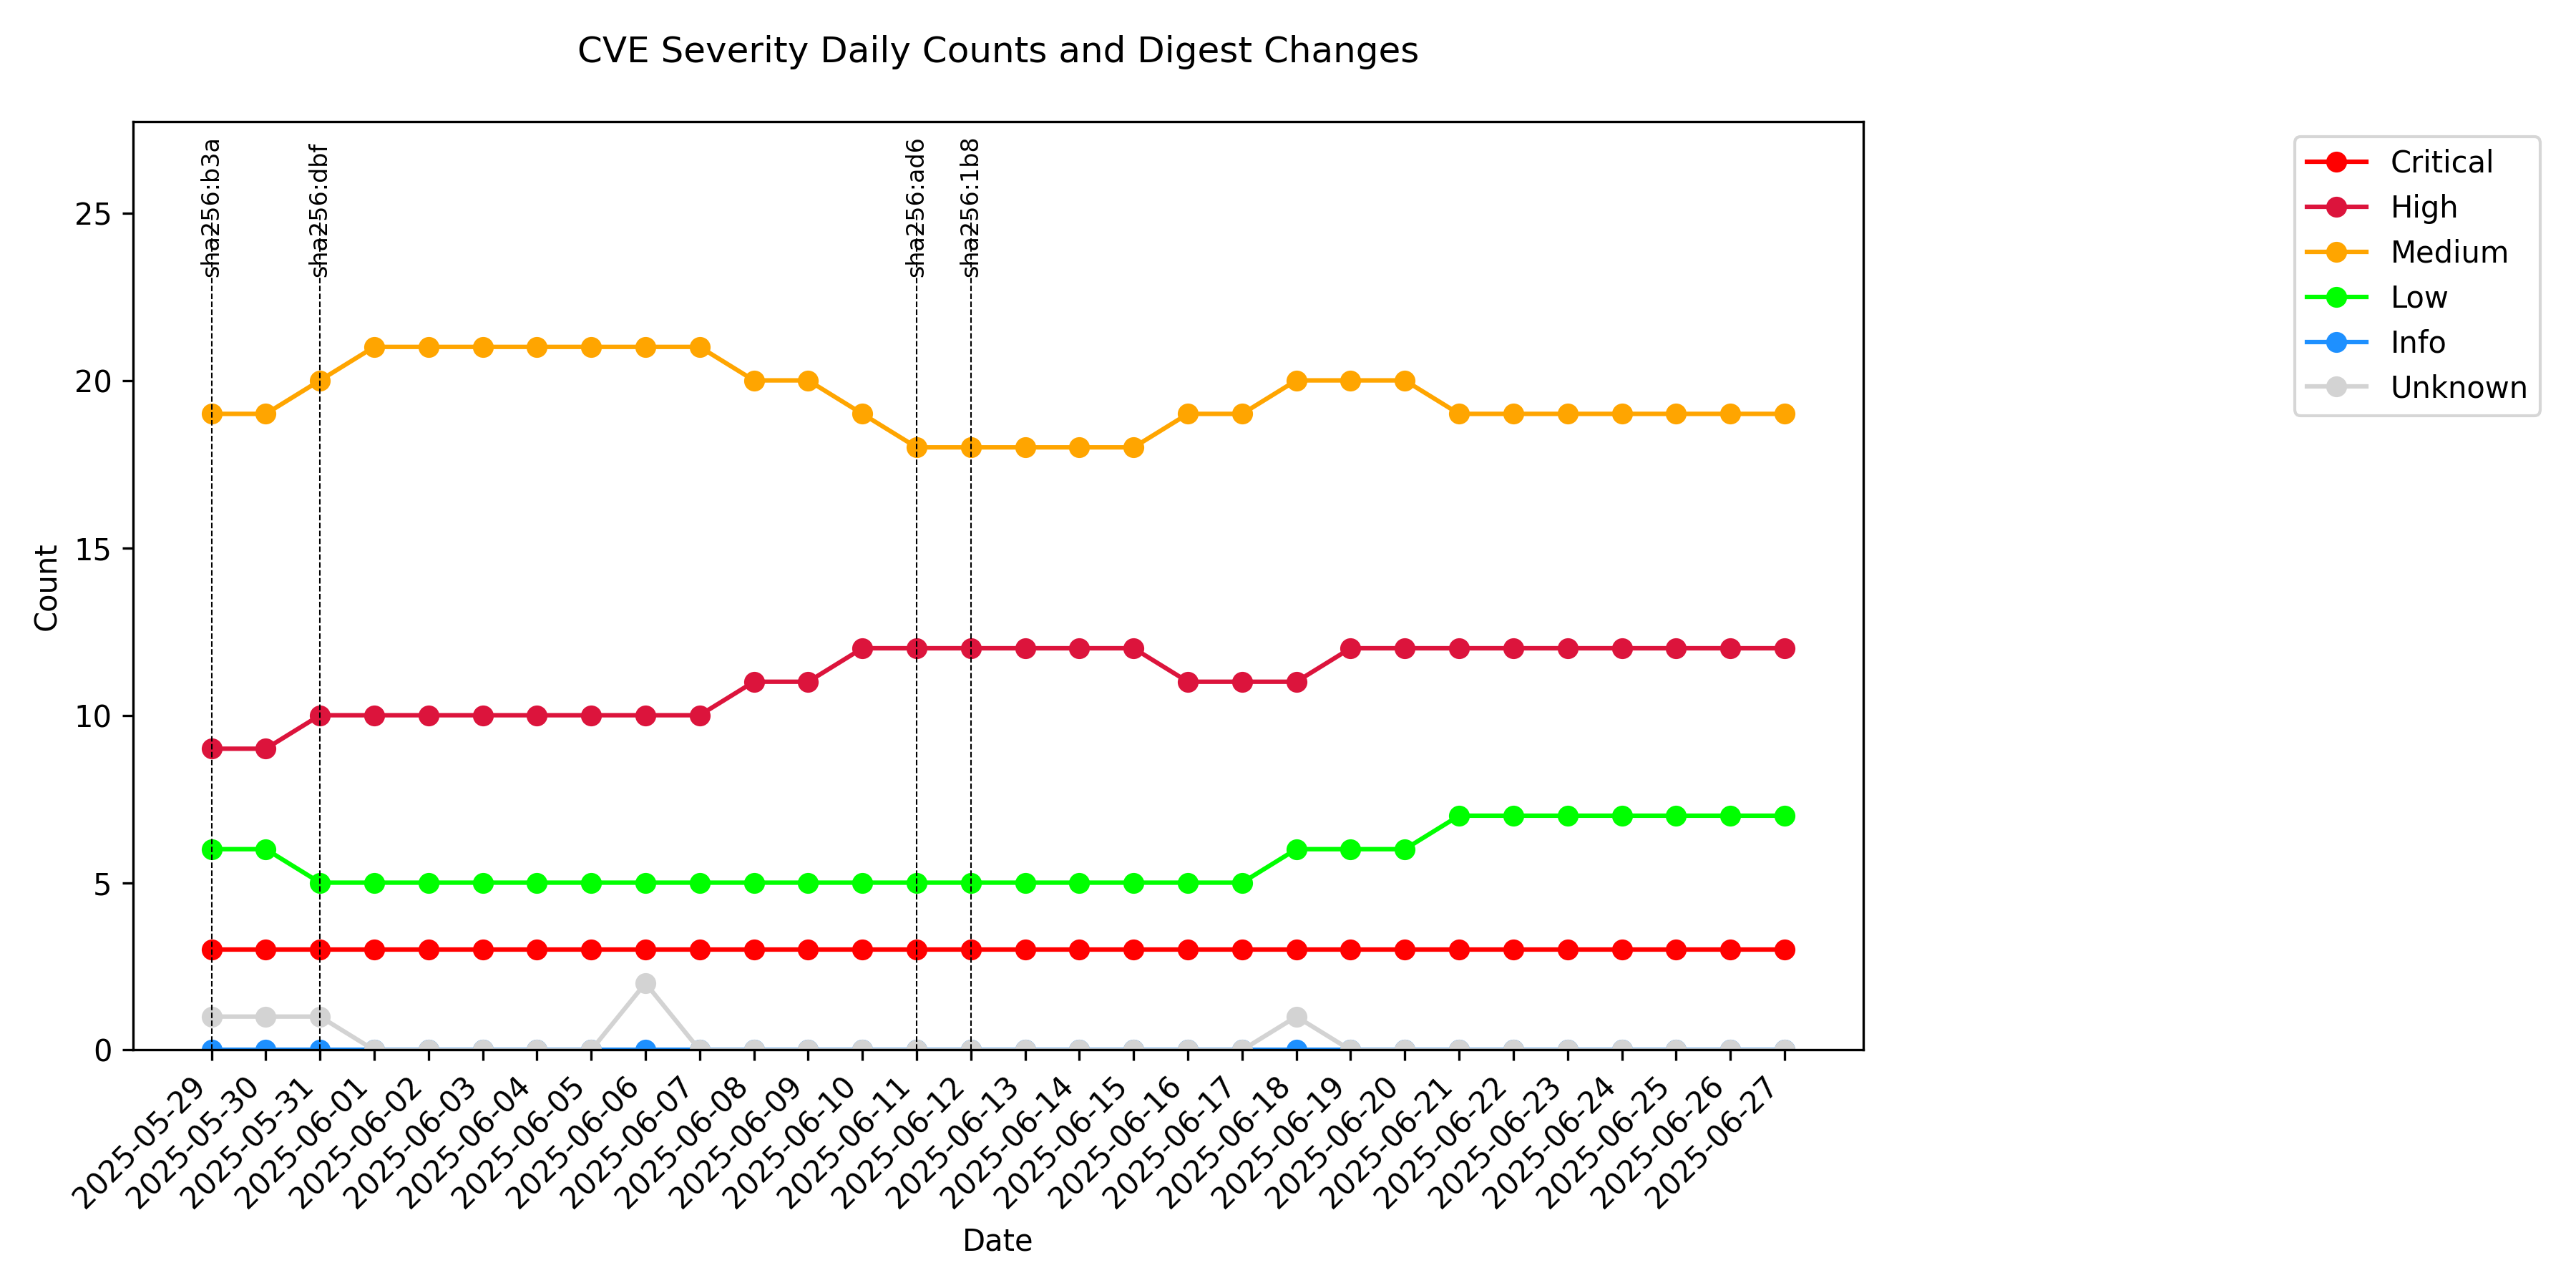 CVE Severity Daily Counts and Digest Changes
sha256:b3a
sha256:dbf
sha256:ad6
sha256:1b8
Critical
High
Medium
Low
Info
Unknown
25
20
15
10
5
0
Count
2025-05-29
2025-05-30
2025-05-31
2025-06-01
2025-06-02
2025-06-03
2025-06-04
2025-06-05
2025-06-06
2025-06-07
2025-06-08
2025-06-09
2025-06-10
2025-06-11
2025-06-12
2025-06-13
2025-06-14
2025-06-15
2025-06-16
2025-06-17
2025-06-18
2025-06-19
2025-06-20
2025-06-21
2025-06-22
2025-06-23
2025-06-24
2025-06-25
2025-06-26
2025-06-27
Date